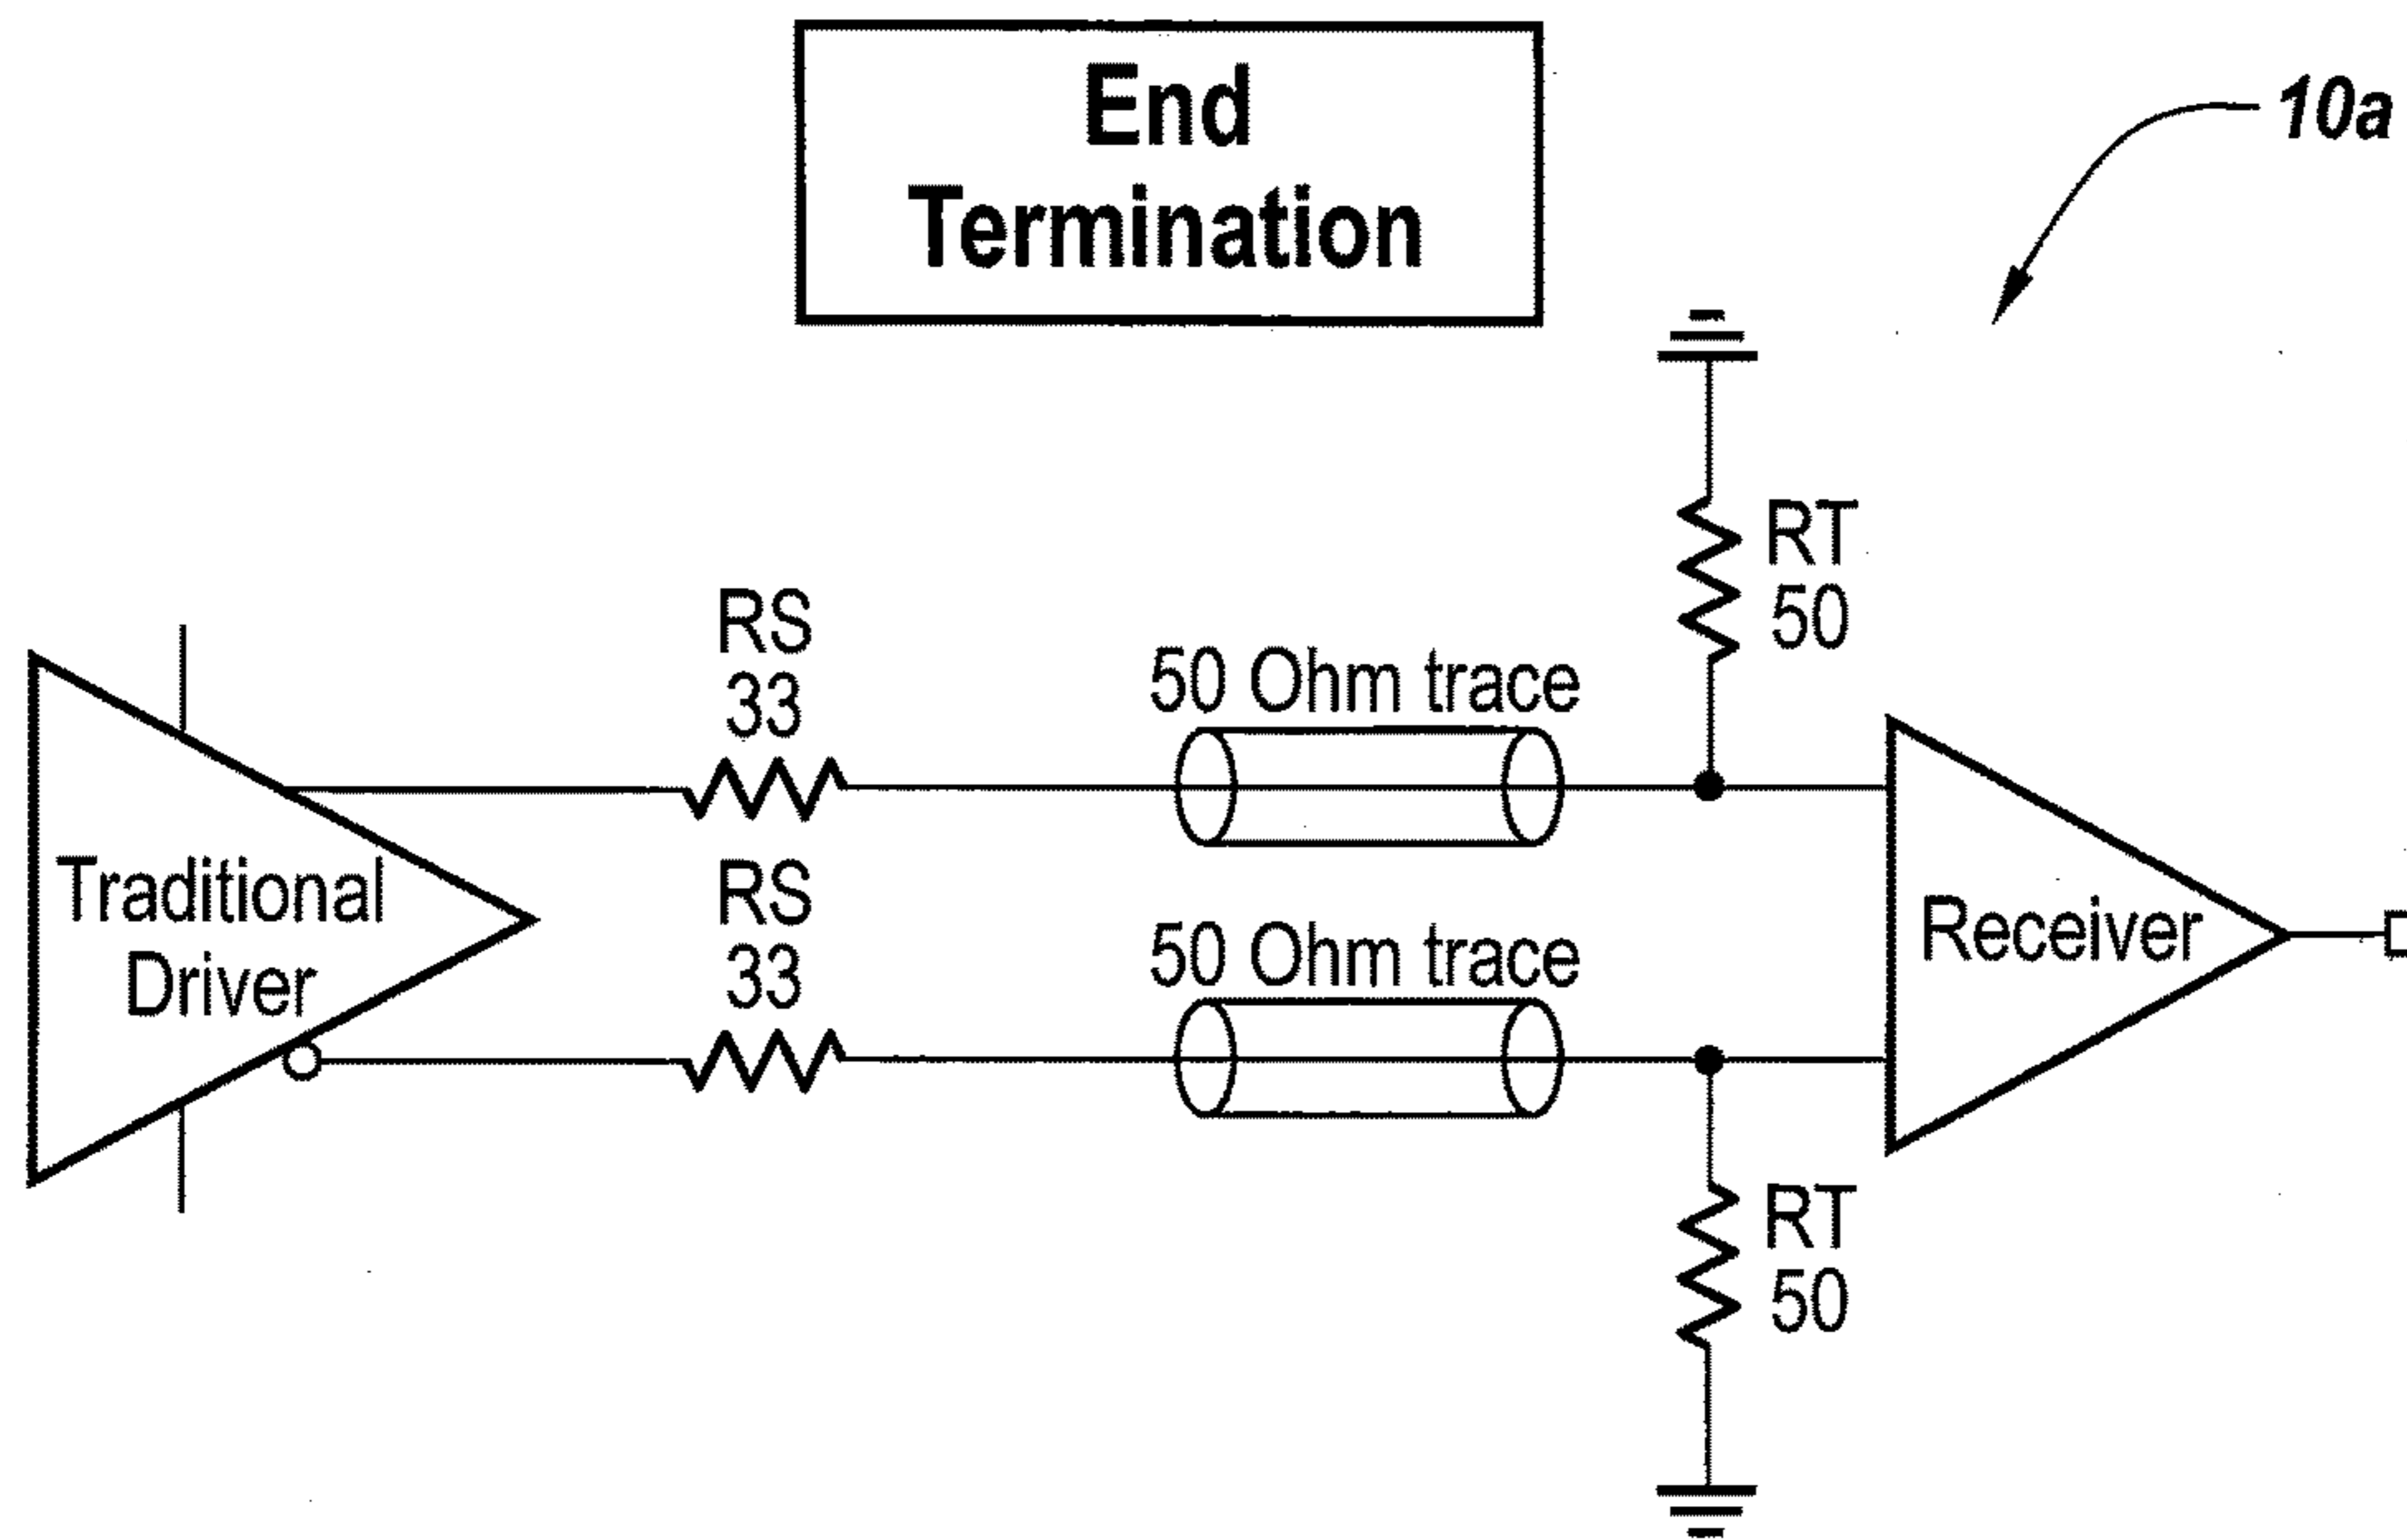 End
Termination
10a
RT
50
RS
33
50 Ohm trace
Traditional
Driver
RS
33
50 Ohm trace
Receiver
RT
50